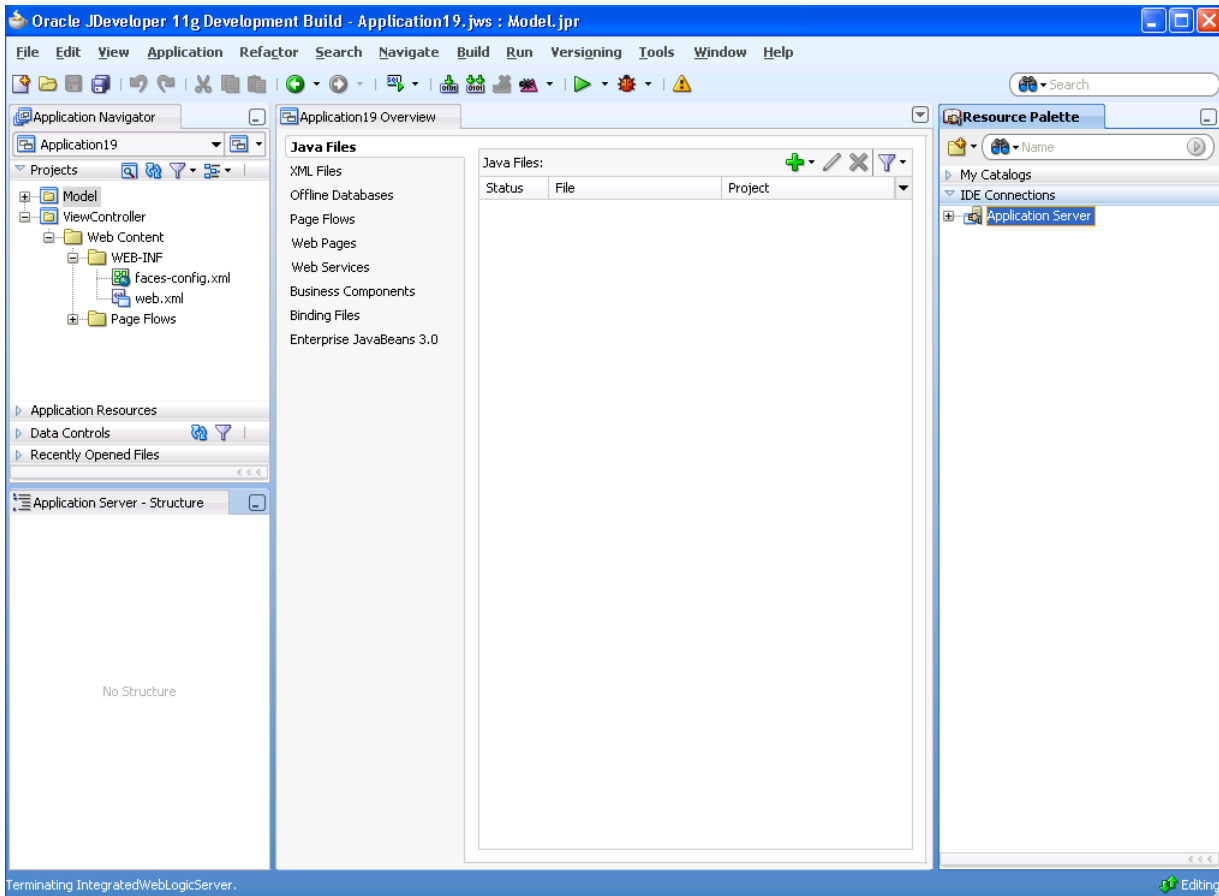 Oracle JDeveloper 11g Development Build - Application19.jws : Model.jpr
File Edit View Application Refactor Search Navigate Build Run Versioning Tools Window Help
Search
Application Navigator
Application19
Projects
Model
ViewController
Web Content
WEB-INF
faces-config.xml
web.xml
Page Flows
Application Resources
Data Controls
Recently Opened Files
Application Server - Structure
No Structure
Application19 Overview
Java Files
XML Files
Offline Databases
Page Flows
Web Pages
Web Services
Business Components
Binding Files
Enterprise JavaBeans 3.0
Java Files:
Status File Project
Resource Palette
Name
My Catalogs
IDE Connections
Application Server
Terminating IntegratedWebLogicServer.
Editing